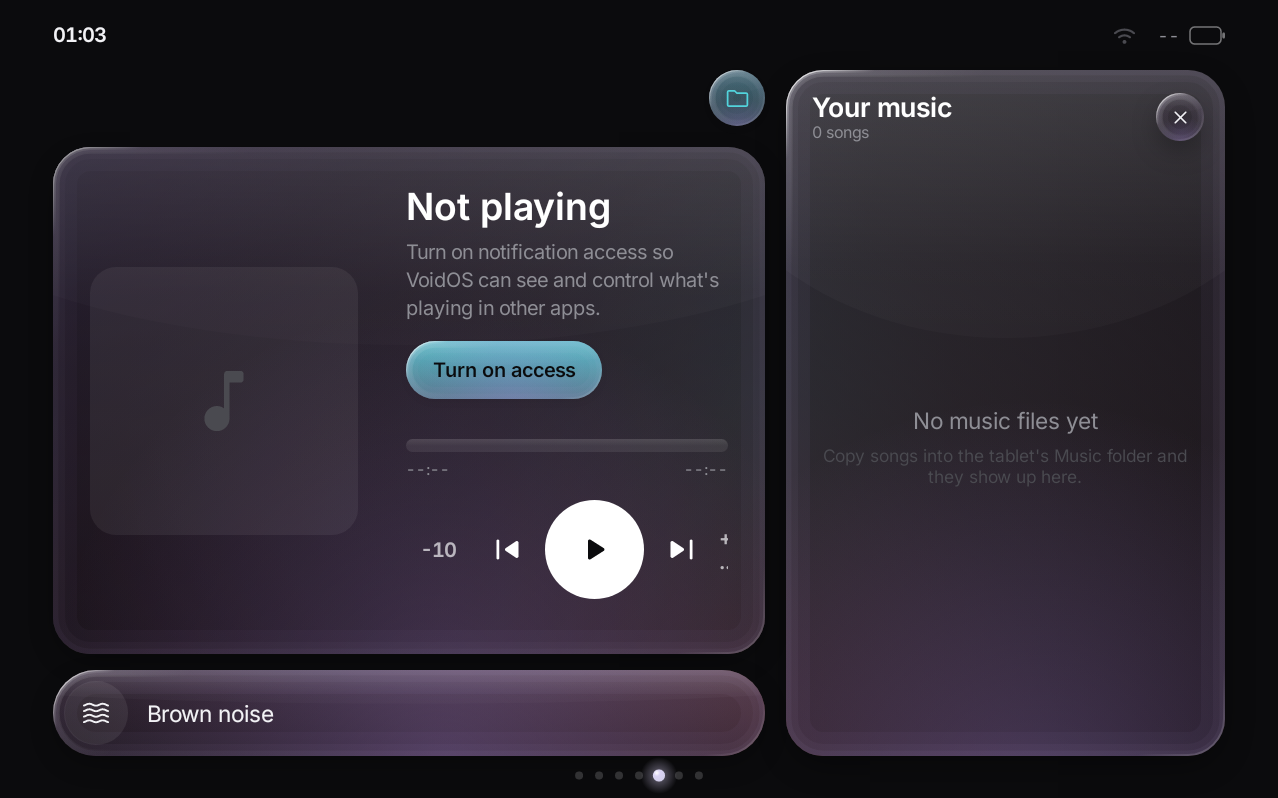 01:03
--
Your music
0 songs
Not playing
Turn on notification access so
VoidOS can see and control what's
playing in other apps.
Turn on access
--:--
--:--
-10
No music files yet
Copy songs into the tablet's Music folder and
they show up here.
Brown noise